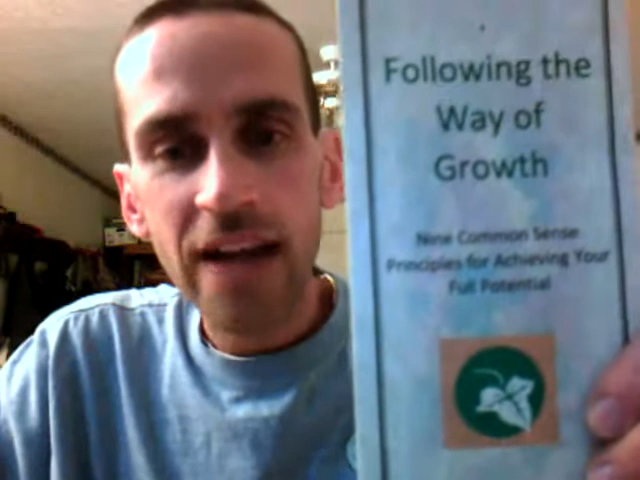 Following the
Way of
Growth
Nine Common Sense
Principles for Achieving Your
Full Potential